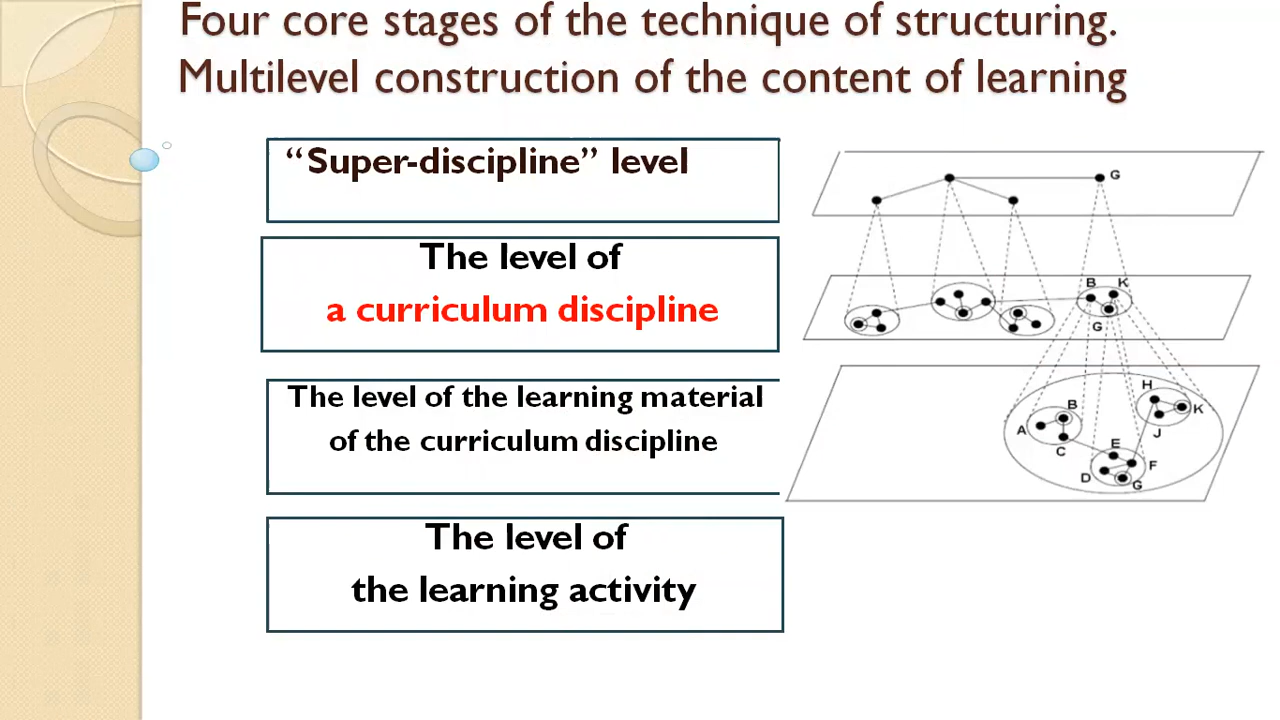 Four core stages of the technique of structuring.
Multilevel construction of the content of learning
“Super-discipline” level
The level of
a curriculum discipline
The level of the learning material
of the curriculum discipline
The level of
the learning activity
G
B K
G
H
K
J
B
A
C
E
F
D
G